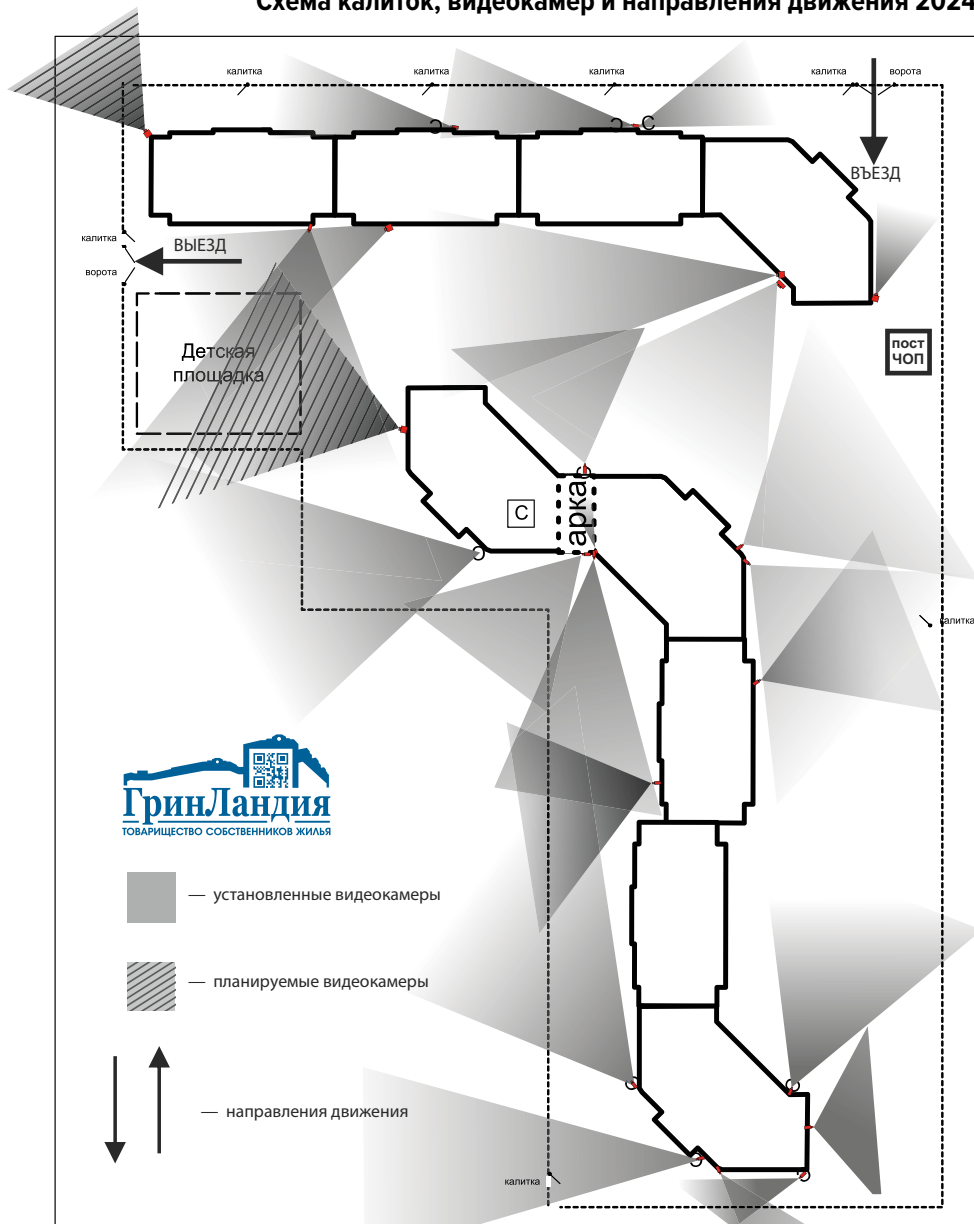 Схема калиток, видеокамер и направления движения 2024
калитка
калитка
калитка
калитка
ворота
ВЪЕЗД
калитка
ВЫЕЗД
ворота
пост
ЧОП
Детская
площадка
арка
С
калитка
ГринЛандия
ТОВАРИЩЕСТВО СОБСТВЕННИКОВ ЖИЛЬЯ
— установленные видеокамеры
— планируемые видеокамеры
— направления движения
калитка